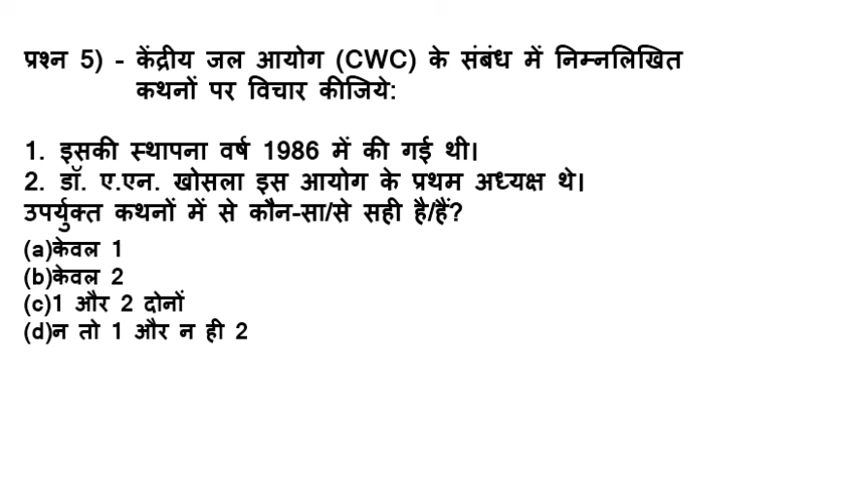 प्रश्न 5) - केंद्रीय जल आयोग (CWC) के संबंध में निम्नलिखित
कथनों पर विचार कीजिये:
1. इसकी स्थापना वर्ष 1986 में की गई थी।
2. डॉ. ए.एन. खोसला इस आयोग के प्रथम अध्यक्ष थे।
उपर्युक्त कथनों में से कौन-सा/से सही है/हैं?
(a)केवल 1
(b)केवल 2
(c)1 और 2 दोनों
(d)न तो 1 और न ही 2